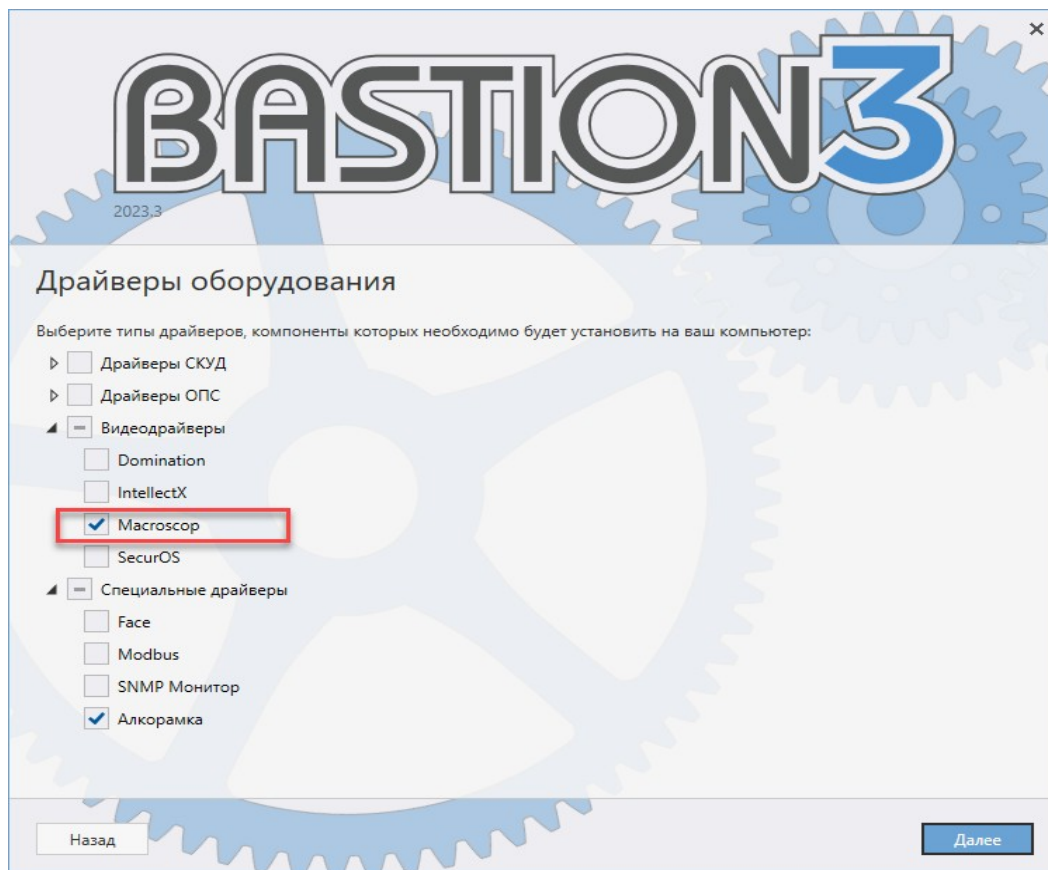 BASTION3
2023.3
Драйверы оборудования
Выберите типы драйверов, компоненты которых необходимо будет установить на ваш компьютер:
Драйверы СКУД
Драйверы ОПС
Видеодрайверы
Domination
IntellectX
Macroscop
SecurOS
Специальные драйверы
Face
Modbus
SNMP Монитор
Алкорамка
Назад
Далее